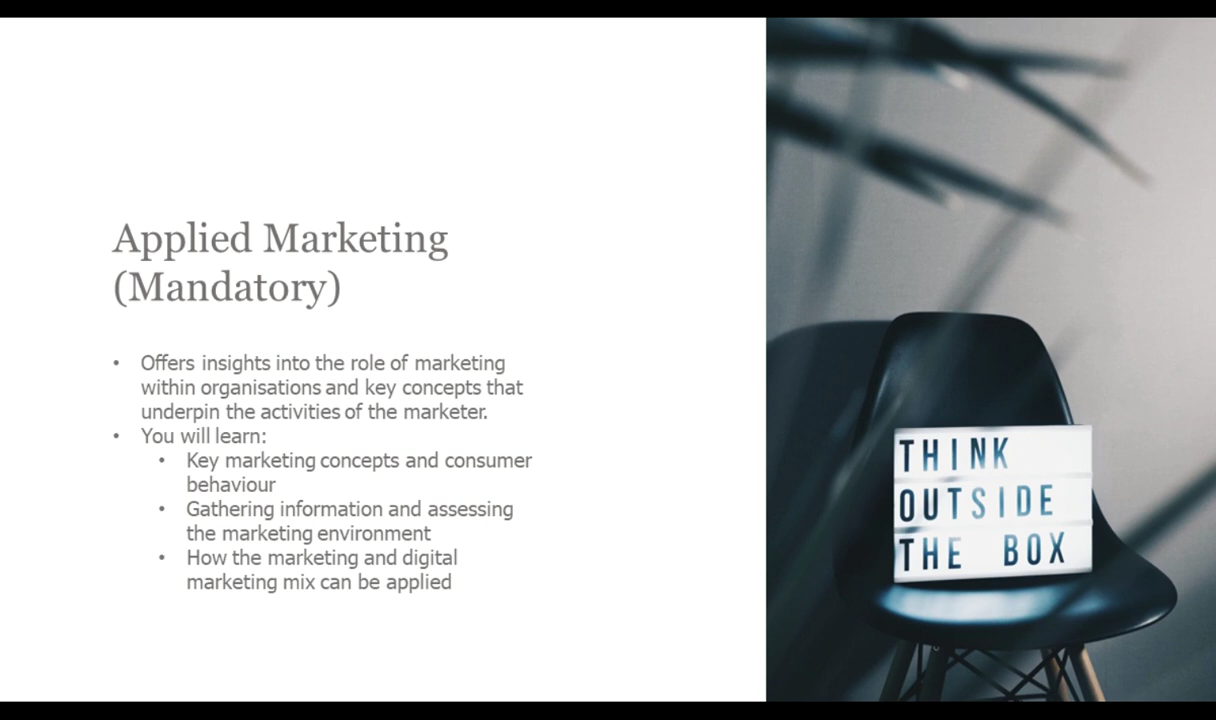 Applied Marketing
(Mandatory)
• Offers insights into the role of marketing
within organisations and key concepts that
underpin the activities of the marketer.
• You will learn:
• Key marketing concepts and consumer
behaviour
• Gathering information and assessing
the marketing environment
• How the marketing and digital
marketing mix can be applied
THINK
OUTSIDE
THE BOX